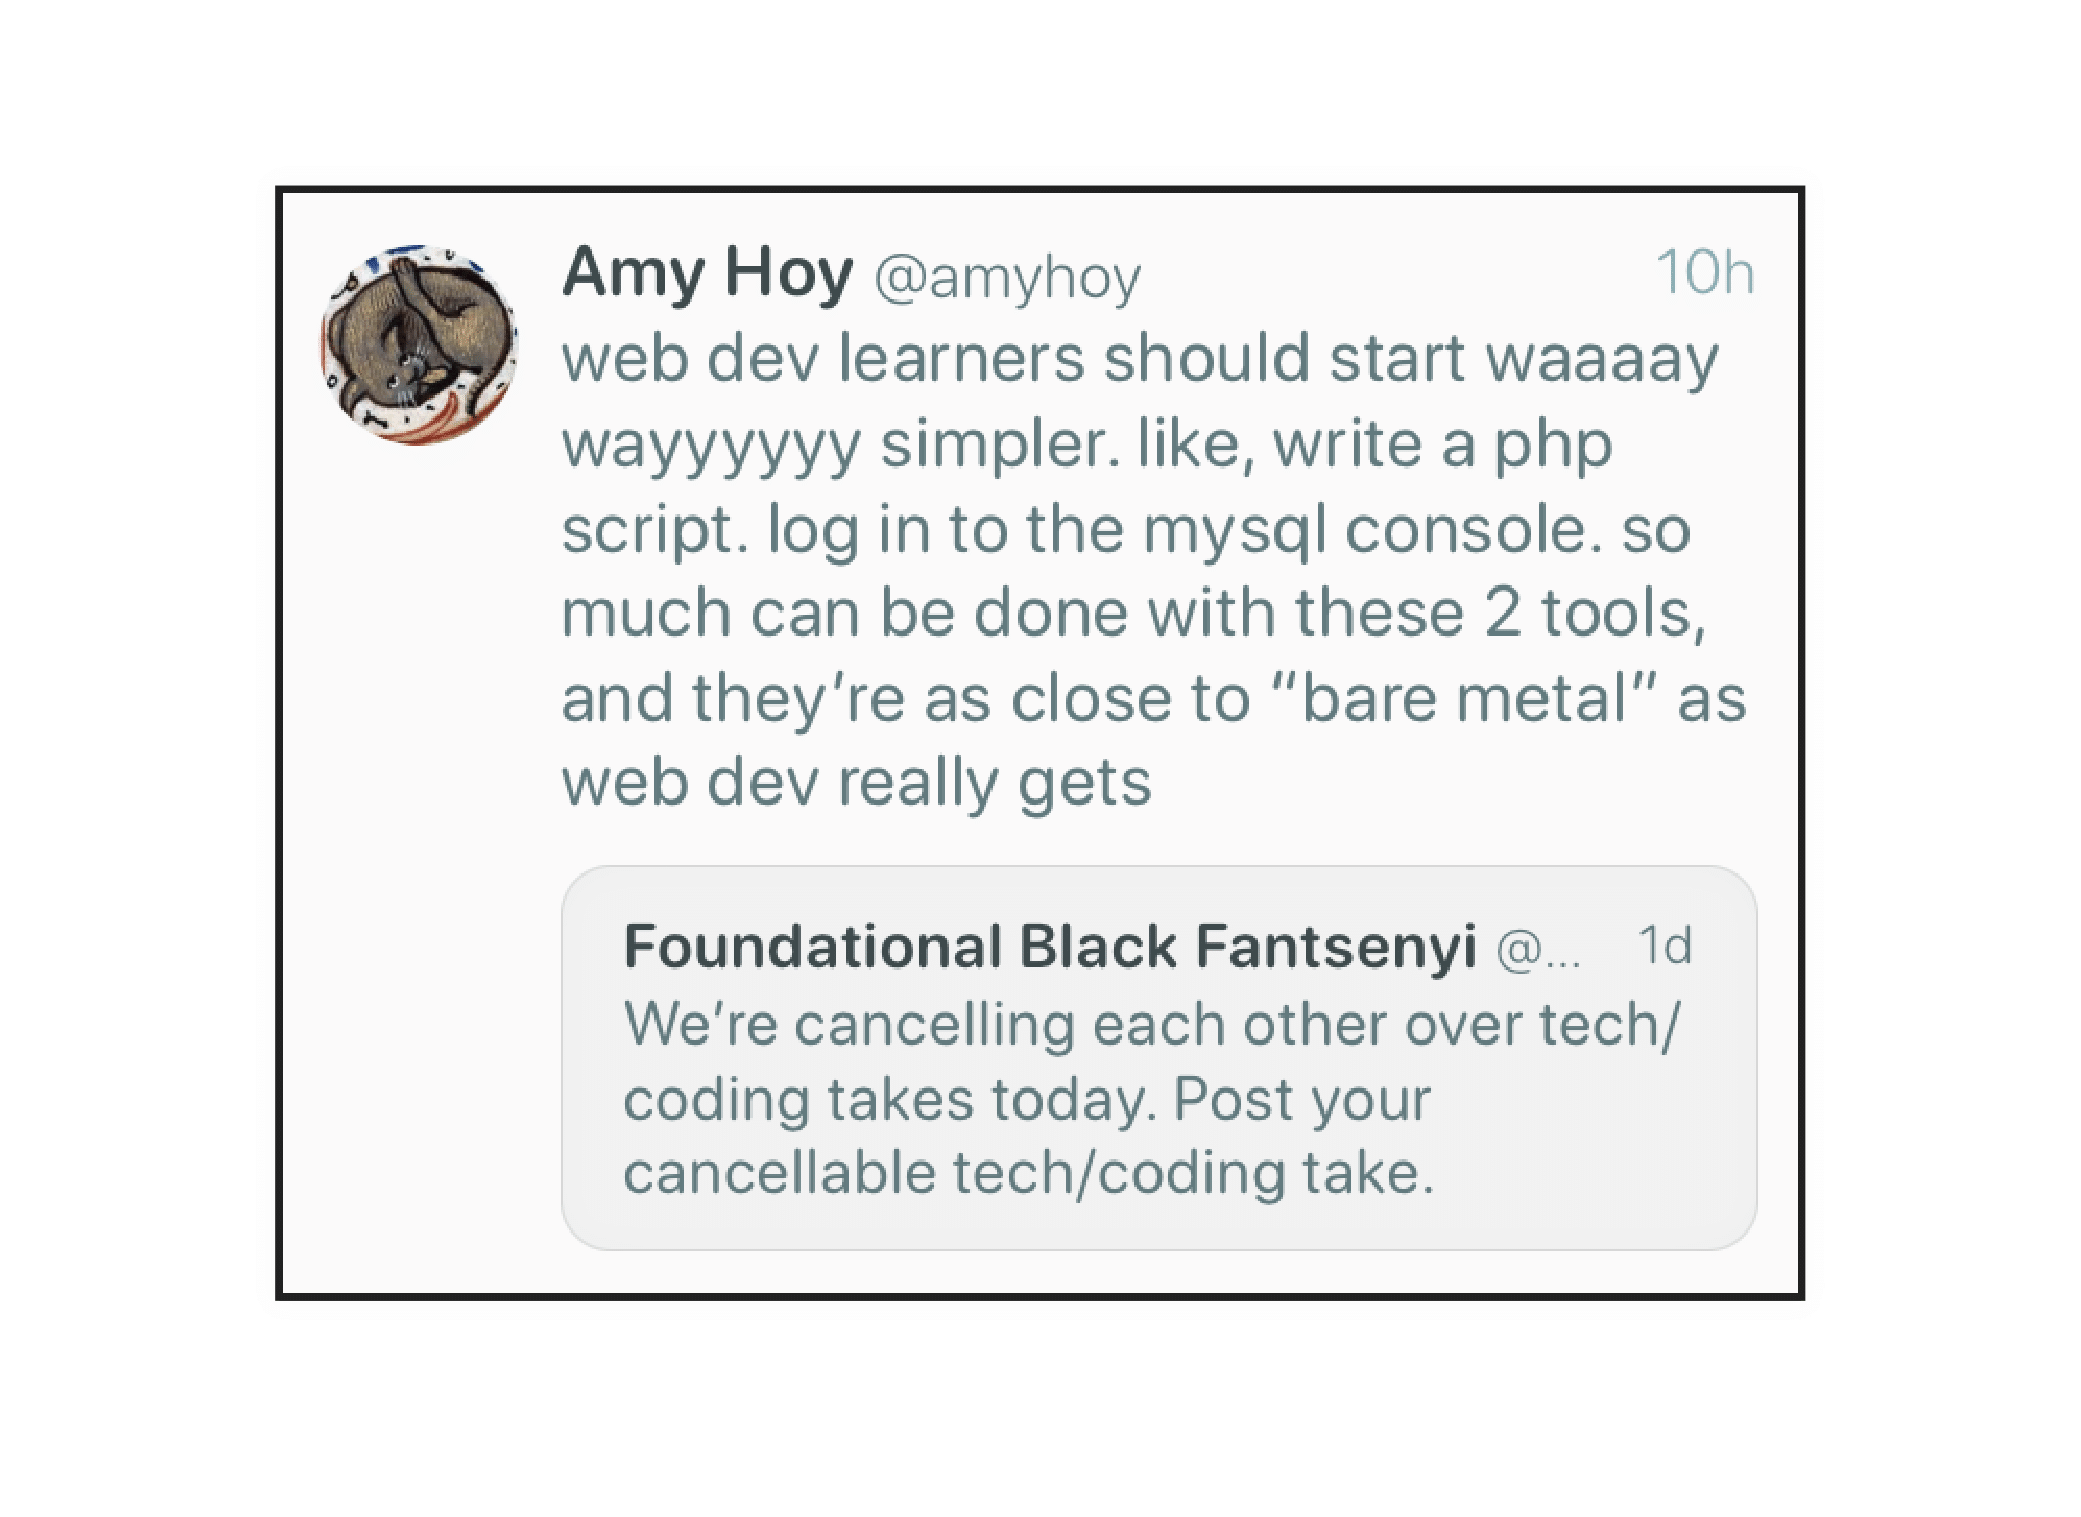 Amy Hoy @amyhoy 10h
web dev learners should start waaaay
wayyyyyy simpler. like, write a php
script. log in to the mysql console. so
much can be done with these 2 tools,
and they’re as close to “bare metal” as
web dev really gets
Foundational Black Fantsenyi @... 1d
We’re cancelling each other over tech/
coding takes today. Post your
cancellable tech/coding take.